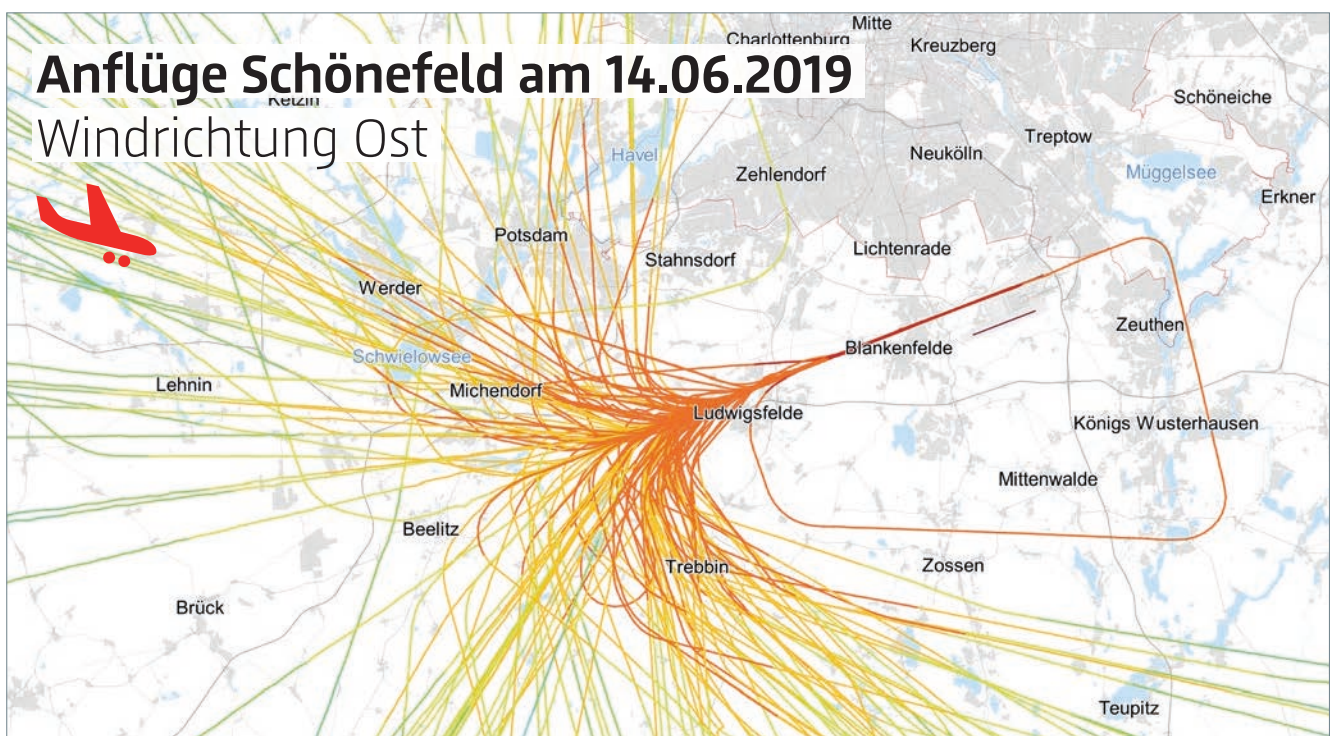 Anflüge Schönefeld am 14.06.2019
Windrichtung Ost
Mitte
Charlottenburg
Kreuzberg
Ketzin
Schöneiche
Treptow
Havel
Neukölln
Zehlendorf
Müggelsee
Erkner
Potsdam
Lichtenrade
Stahnsdorf
Werder
Zeuthen
Blankenfelde
Schwielowsee
Lehnin
Michendorf
Ludwigsfelde
Königs Wusterhausen
Mittenwalde
Beelitz
Trebbin
Zossen
Brück
Teupitz